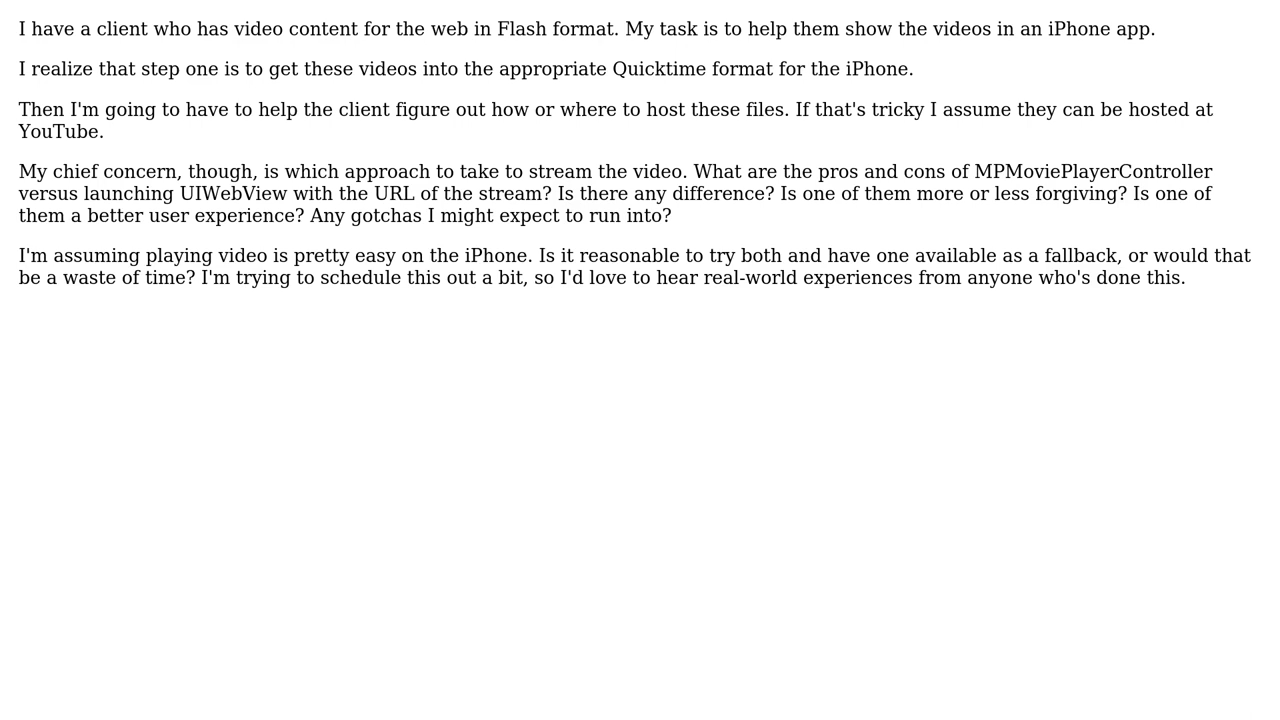 I have a client who has video content for the web in Flash format. My task is to help them show the videos in an iPhone app.
I realize that step one is to get these videos into the appropriate Quicktime format for the iPhone.
Then I'm going to have to help the client figure out how or where to host these files. If that's tricky I assume they can be hosted at
YouTube.
My chief concern, though, is which approach to take to stream the video. What are the pros and cons of MPMoviePlayerController
versus launching UIWebView with the URL of the stream? Is there any difference? Is one of them more or less forgiving? Is one of
them a better user experience? Any gotchas I might expect to run into?
I'm assuming playing video is pretty easy on the iPhone. Is it reasonable to try both and have one available as a fallback, or would that
be a waste of time? I'm trying to schedule this out a bit, so I'd love to hear real-world experiences from anyone who's done this.